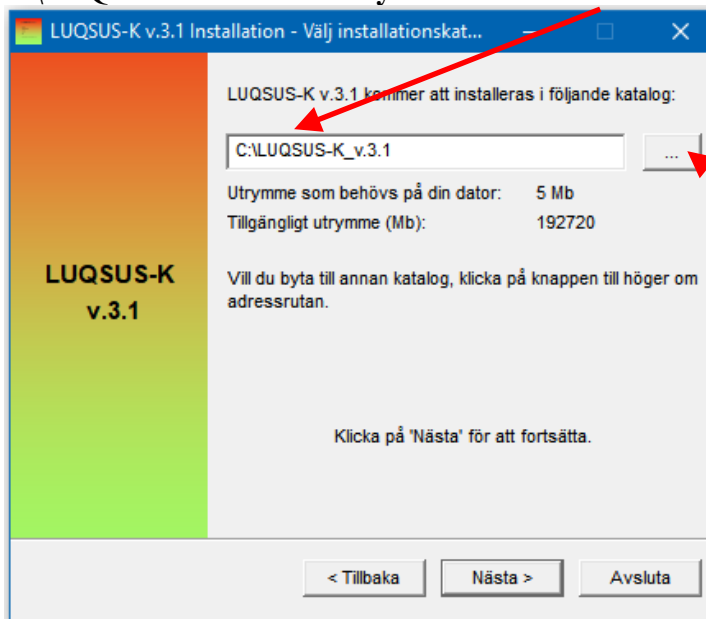 LUQSUS-K v.3.1 Installation - Välj installationskat...
LUQSUS-K v.3.1 kommer att installeras i följande katalog:
C:\LUQSUS-K_v.3.1
...
Utrymme som behövs på din dator: 5 Mb
Tillgängligt utrymme (Mb): 192720
LUQSUS-K
v.3.1
Vill du byta till annan katalog, klicka på knappen till höger om
adressrutan.
Klicka på 'Nästa' för att fortsätta.
< Tillbaka
Nästa >
Avsluta